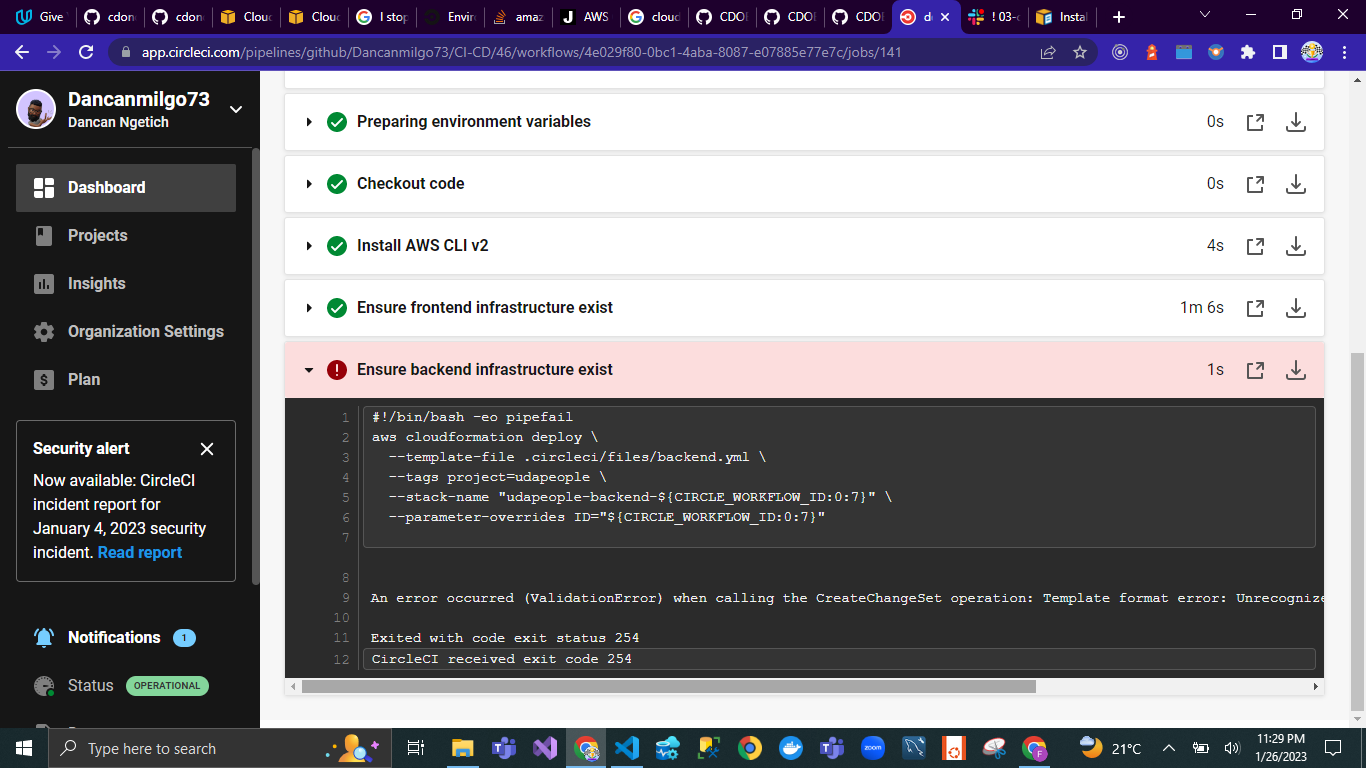 Give
cdon
cdon
Clou
Clou
I stop
Envir
amaz
AWS
cloud
CDOE
CDOE
CDOE
de
! 03-c
Instal
app.circleci.com/pipelines/github/Dancanmilgo73/CI-CD/46/workflows/4e029f80-0bc1-4aba-8087-e07885e77e7c/jobs/141
Dancanmilgo73
Dancan Ngetich
Dashboard
Projects
Insights
Organization Settings
Plan
Security alert
Now available: CircleCI
incident report for
January 4, 2023 security
incident. Read report
Notifications 1
Status OPERATIONAL
Preparing environment variables 0s
Checkout code 0s
Install AWS CLI v2 4s
Ensure frontend infrastructure exist 1m 6s
Ensure backend infrastructure exist 1s
1 #!/bin/bash -eo pipefail
2 aws cloudformation deploy \
3 --template-file .circleci/files/backend.yml \
4 --tags project=udapeople \
5 --stack-name "udapeople-backend-${CIRCLE_WORKFLOW_ID:0:7}" \
6 --parameter-overrides ID="${CIRCLE_WORKFLOW_ID:0:7}"
7
8
9 An error occurred (ValidationError) when calling the CreateChangeSet operation: Template format error: Unrecognize
10
11 Exited with code exit status 254
12 CircleCI received exit code 254
Type here to search
zoom
F
21°C
11:29 PM
1/26/2023